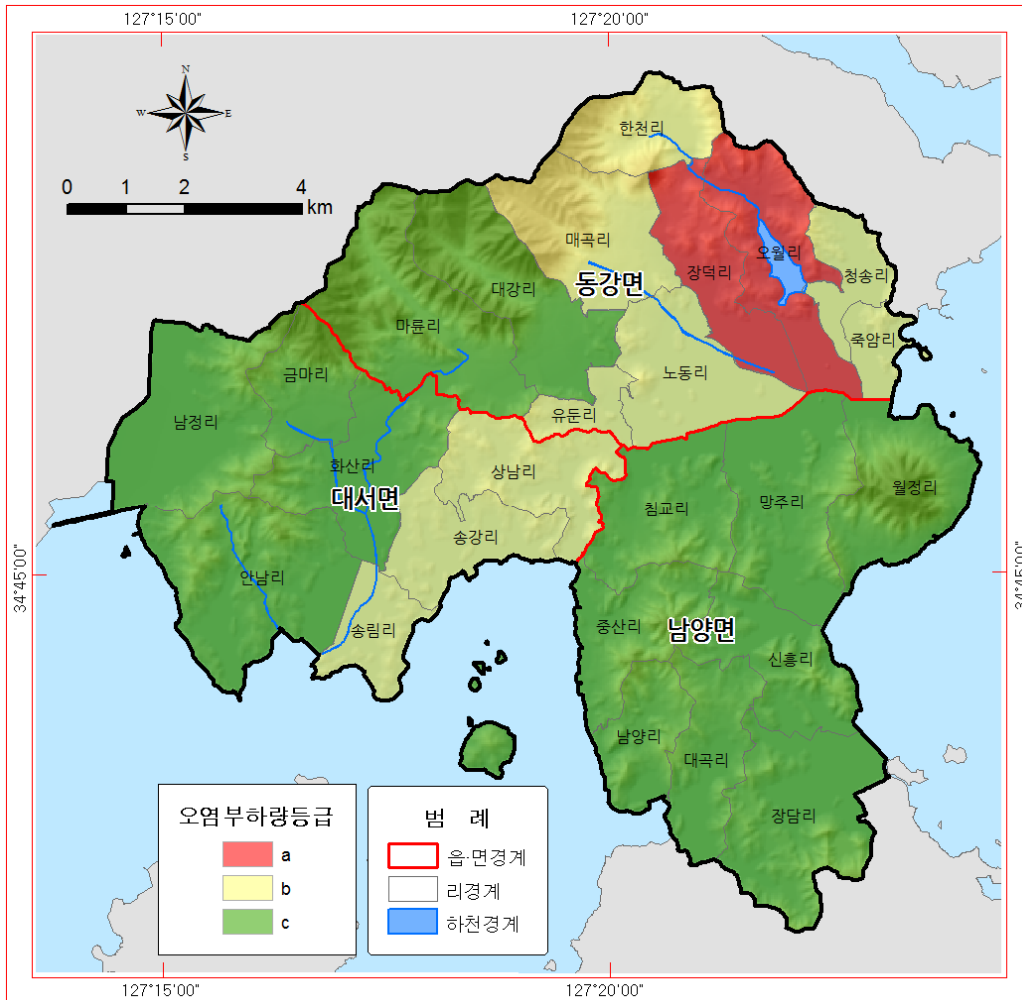 127°15'00"
127°20'00"
N
W
E
S
0
1
2
4
km
한천리
매곡리
장덕리
오월리
청송리
동강면
대강리
마륜리
죽암리
노동리
금마리
남정리
유둔리
화산리
상남리
대서면
월정리
침교리
망주리
송강리
34°45'00"
34°45'00"
안남리
송림리
중산리
남양면
신흥리
남양리
대곡리
장담리
오염부하량등급
a
b
c
범 례
읍·면경계
리경계
하천경계
127°15'00"
127°20'00"